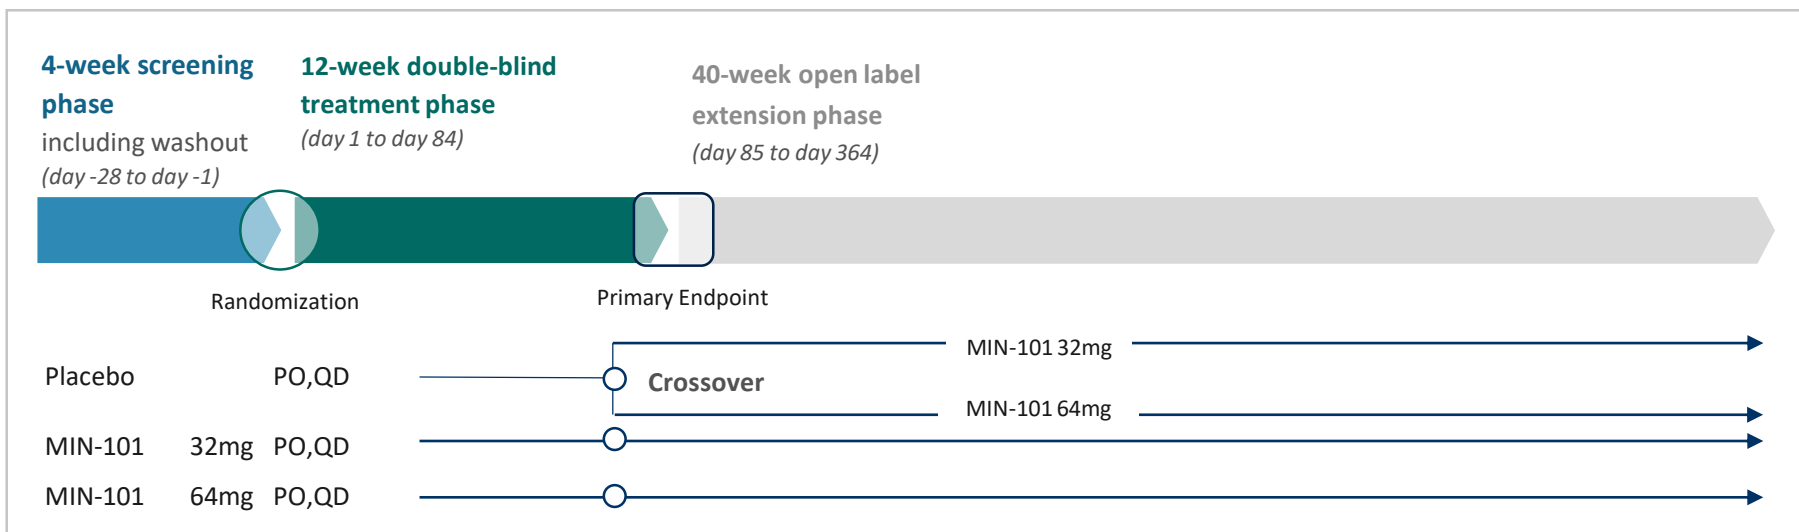 4-week screening
phase
including washout
(day -28 to day -1)
12-week double-blind
treatment phase
(day 1 to day 84)
40-week open label
extension phase
(day 85 to day 364)
Randomization
Primary Endpoint
MIN-101 32mg
Placebo PO,QD
Crossover
MIN-101 64mg
MIN-101 32mg PO,QD
MIN-101 64mg PO,QD